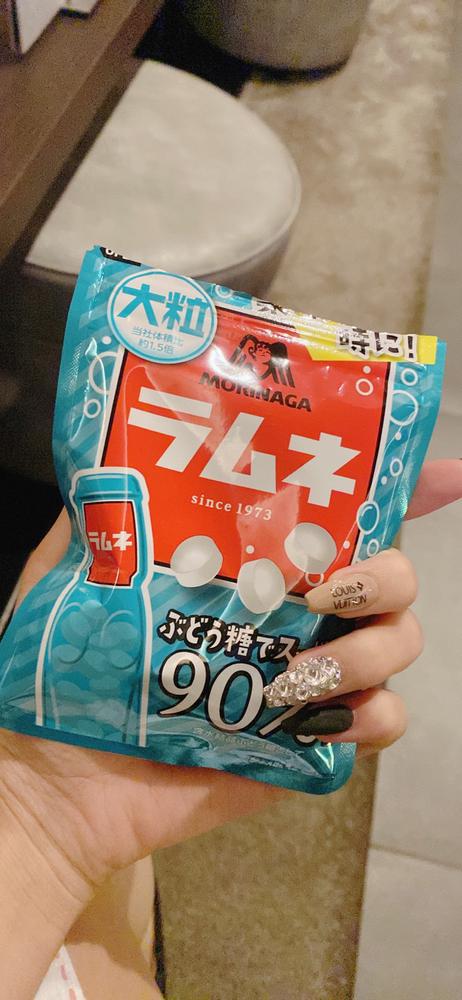 大粒
当社体積比
約1.5倍
時に!
MORINAGA
ラムネ
since 1973
ラムネ
ぶどう糖でス
90%
LOUIS
VUITTON